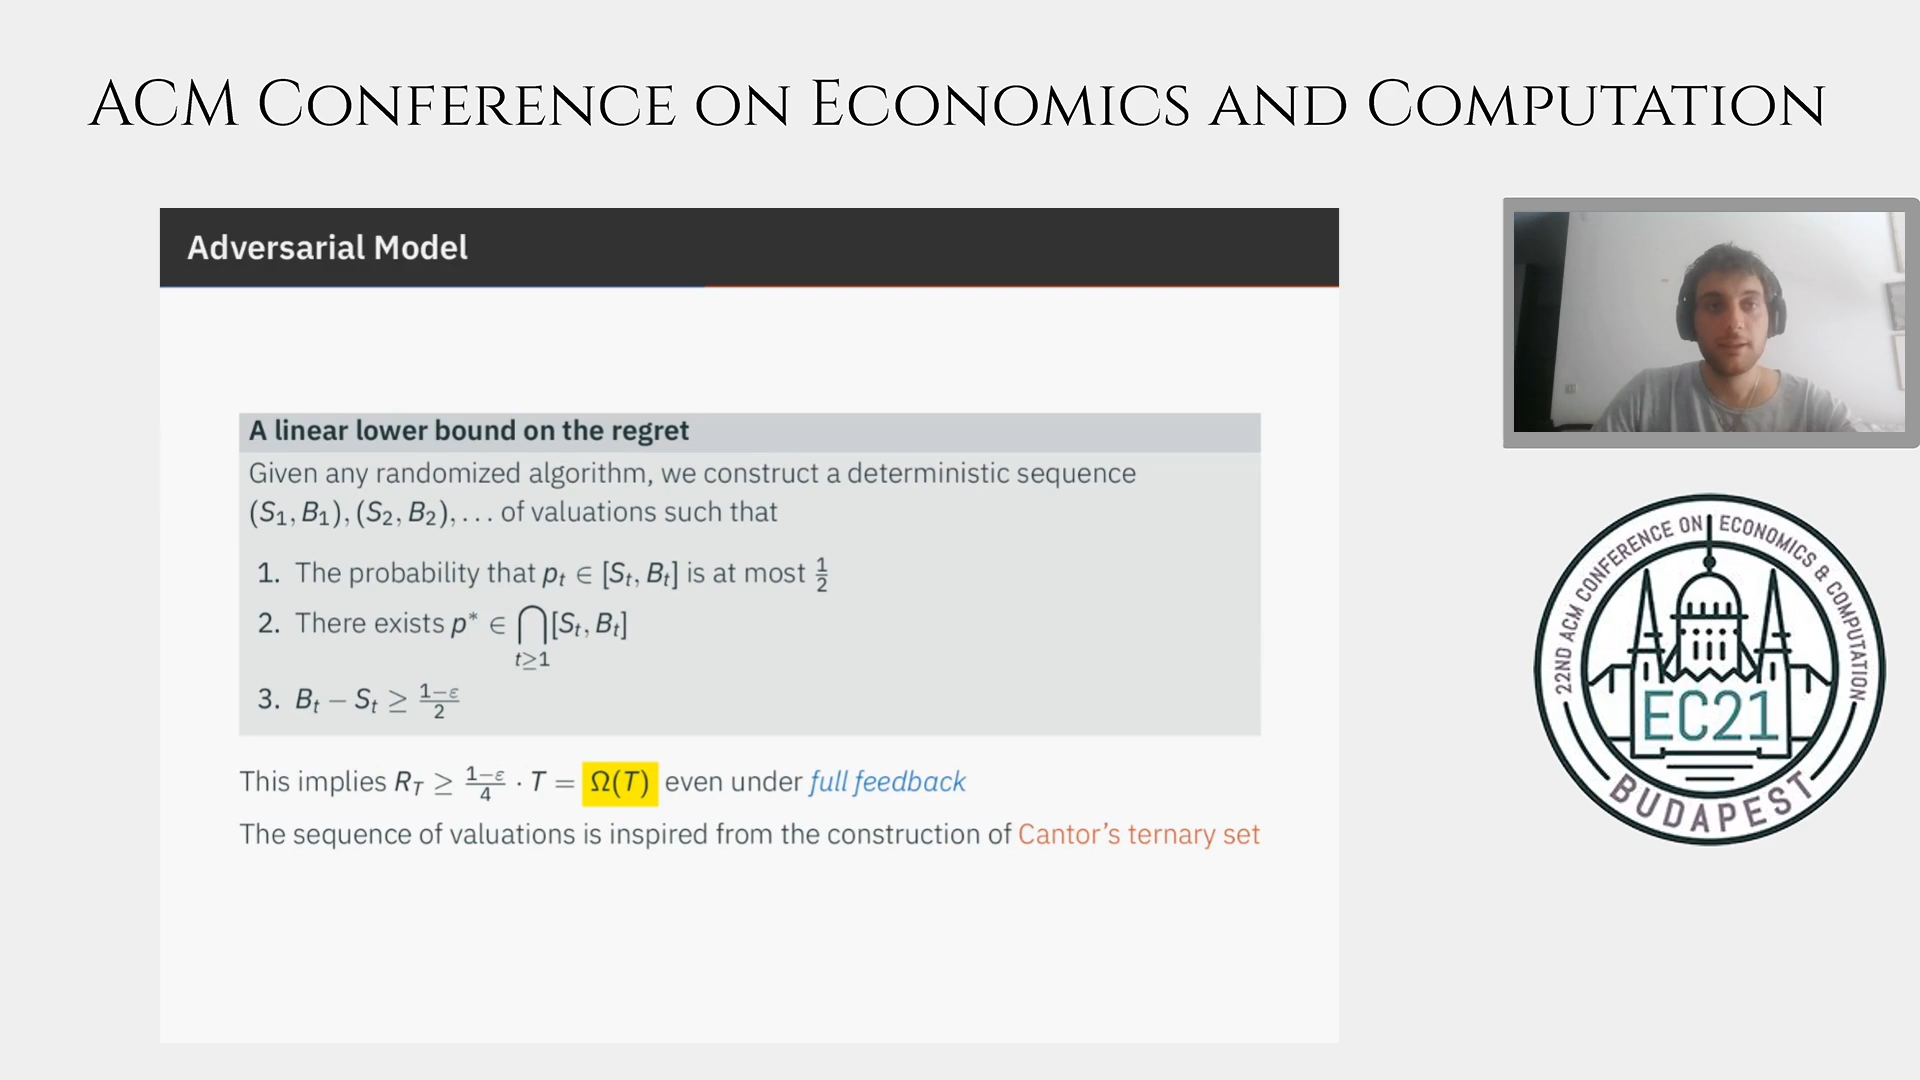 ACM CONFERENCE ON ECONOMICS AND COMPUTATION
Adversarial Model
A linear lower bound on the regret
Given any randomized algorithm, we construct a deterministic sequence
(S₁, B₁), (S₂, B₂), . . . of valuations such that
1. The probability that pₜ ∈ [Sₜ, Bₜ] is at most 1/2
2. There exists p* ∈ ⋂ [Sₜ, Bₜ]
t≥1
3. Bₜ − Sₜ ≥ (1−ε)/2
This implies R_T ≥ (1−ε)/4 · T = Ω(T) even under full feedback
The sequence of valuations is inspired from the construction of Cantor's ternary set
22ND ACM CONFERENCE ON ECONOMICS & COMPUTATION
EC21
BUDAPEST